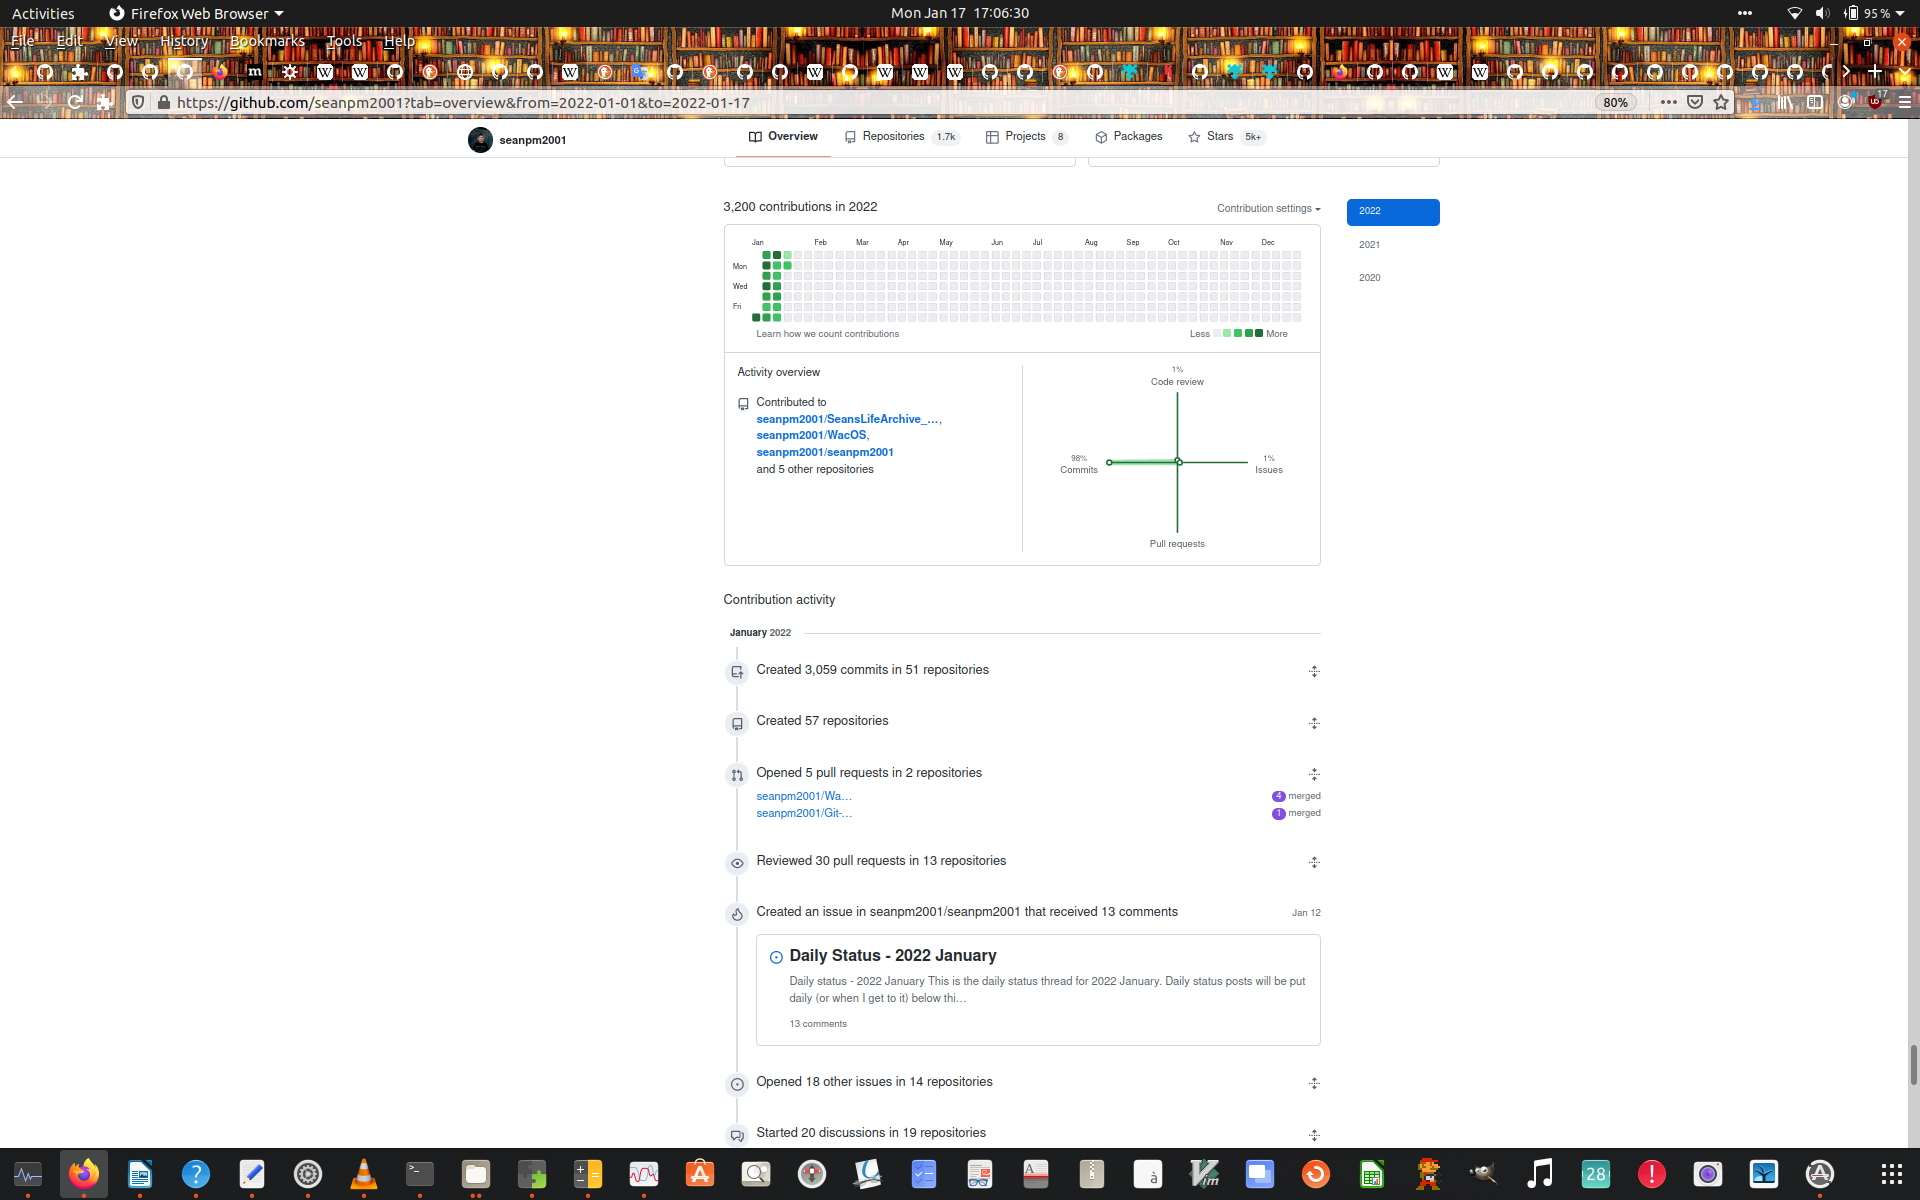 Activities
Firefox Web Browser
Mon Jan 17 17:06:30
95 %
File Edit View History Bookmarks Tools Help
https://github.com/seanpm2001?tab=overview&from=2022-01-01&to=2022-01-17
80%
17
seanpm2001
Overview
Repositories 1.7k
Projects 8
Packages
Stars 5k+
3,200 contributions in 2022
Contribution settings
2022
2021
2020
Jan Feb Mar Apr May Jun Jul Aug Sep Oct Nov Dec
Mon
Wed
Fri
Learn how we count contributions
Less More
Activity overview
Contributed to
seanpm2001/SeansLifeArchive_…,
seanpm2001/WacOS,
seanpm2001/seanpm2001
and 5 other repositories
1%
Code review
98%
Commits
1%
Issues
Pull requests
Contribution activity
January 2022
Created 3,059 commits in 51 repositories
Created 57 repositories
Opened 5 pull requests in 2 repositories
seanpm2001/Wa… 4 merged
seanpm2001/Git-… 1 merged
Reviewed 30 pull requests in 13 repositories
Created an issue in seanpm2001/seanpm2001 that received 13 comments Jan 12
Daily Status - 2022 January
Daily status - 2022 January This is the daily status thread for 2022 January. Daily status posts will be put
daily (or when I get to it) below thi…
13 comments
Opened 18 other issues in 14 repositories
Started 20 discussions in 19 repositories
28